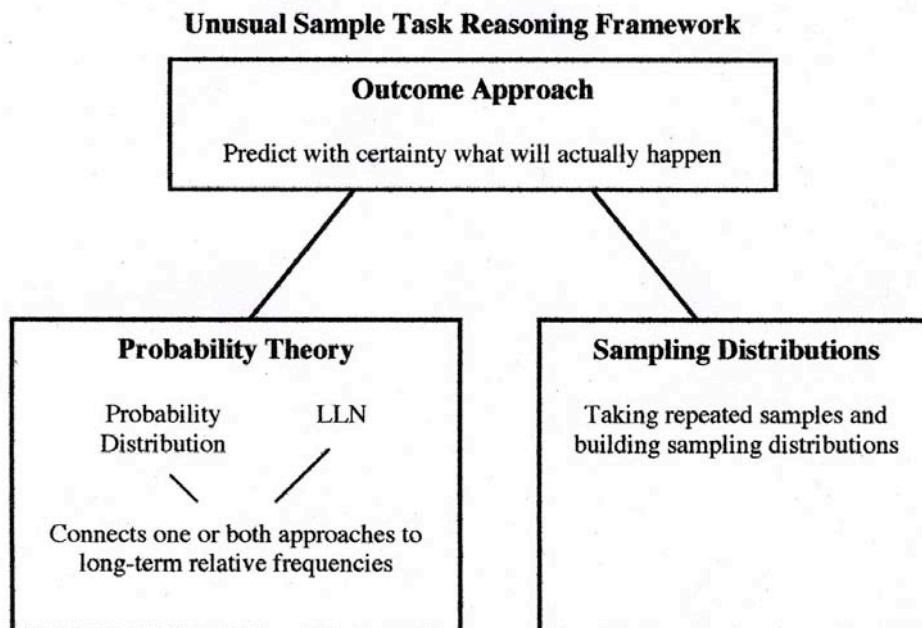 Unusual Sample Task Reasoning Framework
Outcome Approach
Predict with certainty what will actually happen
Probability Theory
Probability
Distribution
LLN
Connects one or both approaches to
long-term relative frequencies
Sampling Distributions
Taking repeated samples and
building sampling distributions